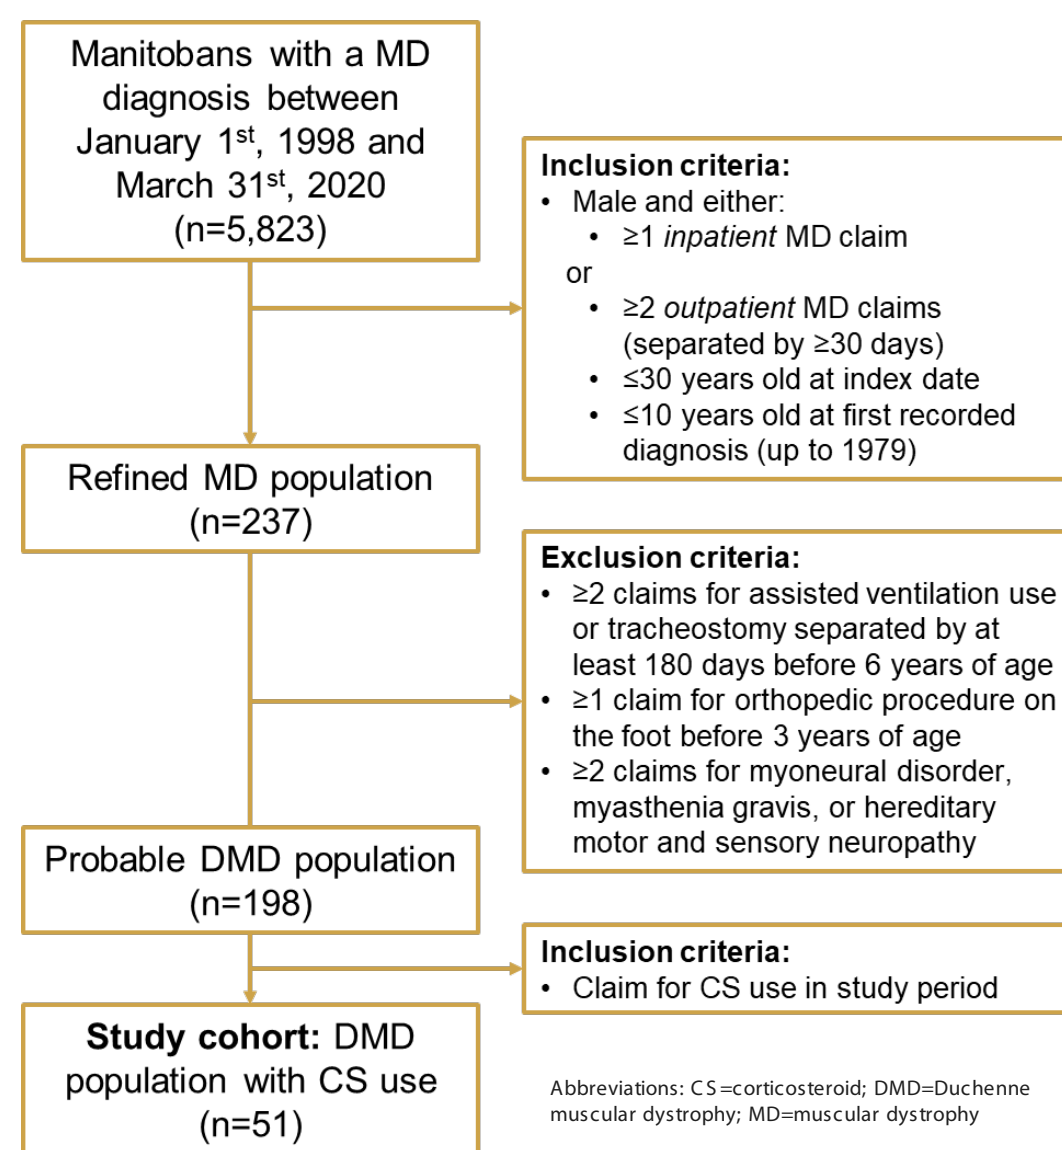 Manitobans with a MD
diagnosis between
January 1st, 1998 and
March 31st, 2020
(n=5,823)
Inclusion criteria:
• Male and either:
• ≥1 inpatient MD claim
or
• ≥2 outpatient MD claims
(separated by ≥30 days)
• ≤30 years old at index date
• ≤10 years old at first recorded
diagnosis (up to 1979)
Refined MD population
(n=237)
Exclusion criteria:
• ≥2 claims for assisted ventilation use
or tracheostomy separated by at
least 180 days before 6 years of age
• ≥1 claim for orthopedic procedure on
the foot before 3 years of age
• ≥2 claims for myoneural disorder,
myasthenia gravis, or hereditary
motor and sensory neuropathy
Probable DMD population
(n=198)
Inclusion criteria:
• Claim for CS use in study period
Study cohort: DMD
population with CS use
(n=51)
Abbreviations: CS=corticosteroid; DMD=Duchenne
muscular dystrophy; MD=muscular dystrophy